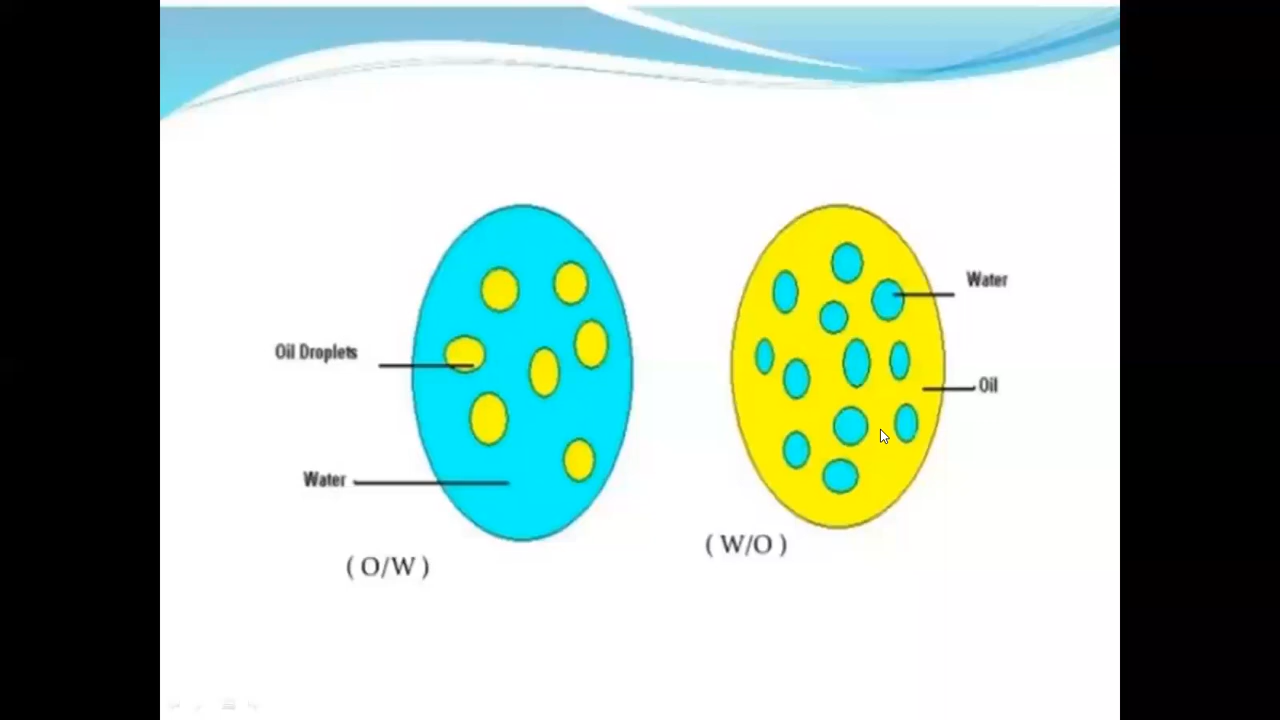 Oil Droplets
Water
( O/W )
Water
Oil
( W/O )